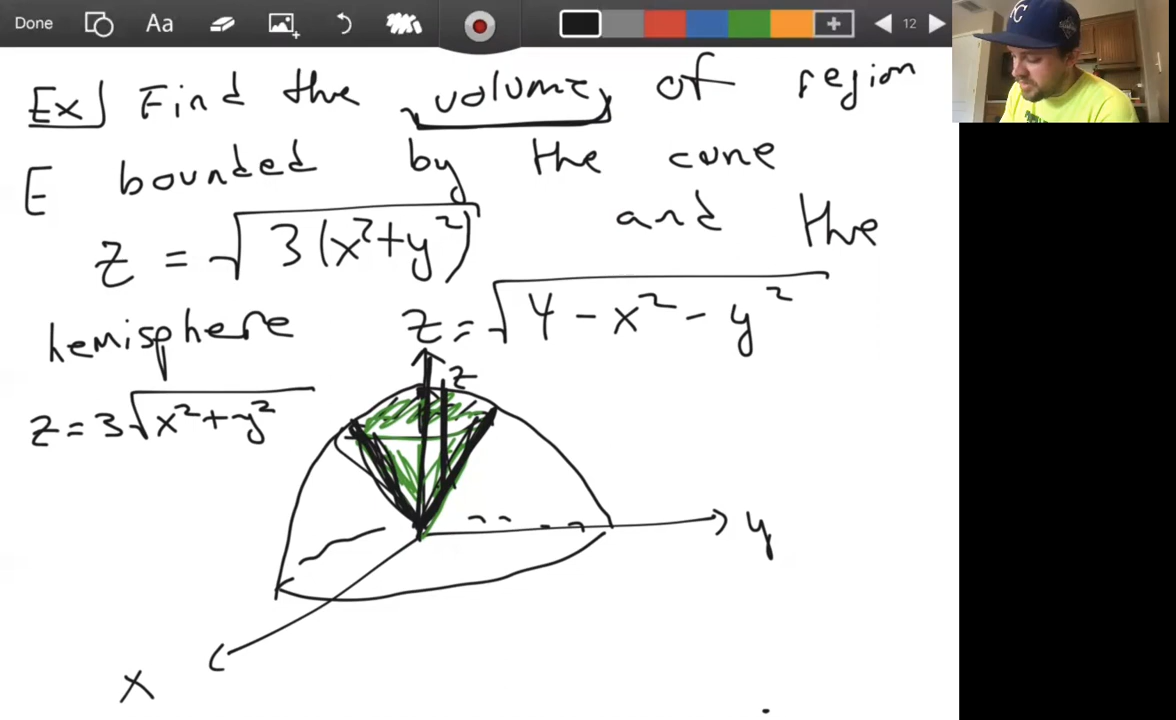 Done Aa 12
Ex] Find the volume of region
E bounded by the cone
z = √3(x²+y²) and the
hemisphere z = √4-x²-y²
z = 3√x²+y²
z
y
x
KC